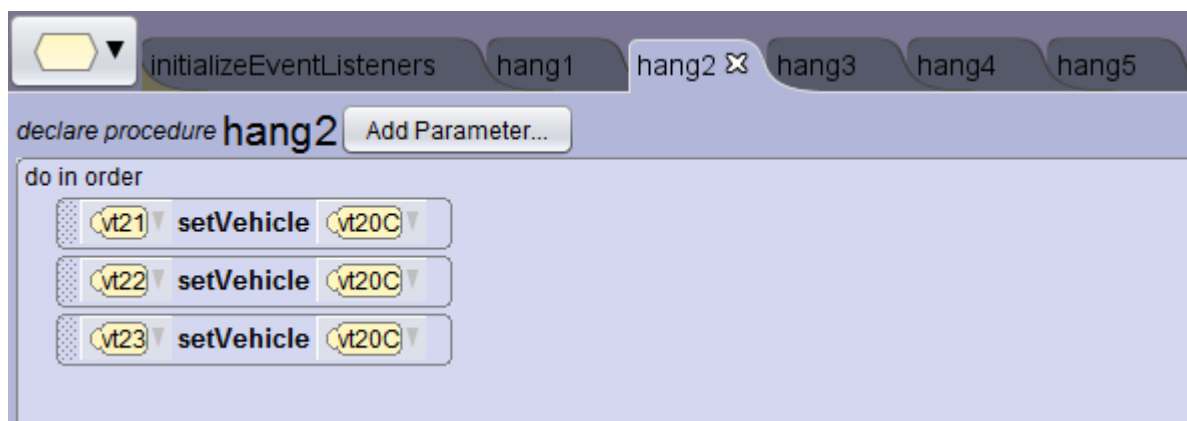 initializeEventListeners hang1 hang2 hang3 hang4 hang5
declare procedure hang2 Add Parameter...
do in order
vt21 setVehicle vt20C
vt22 setVehicle vt20C
vt23 setVehicle vt20C